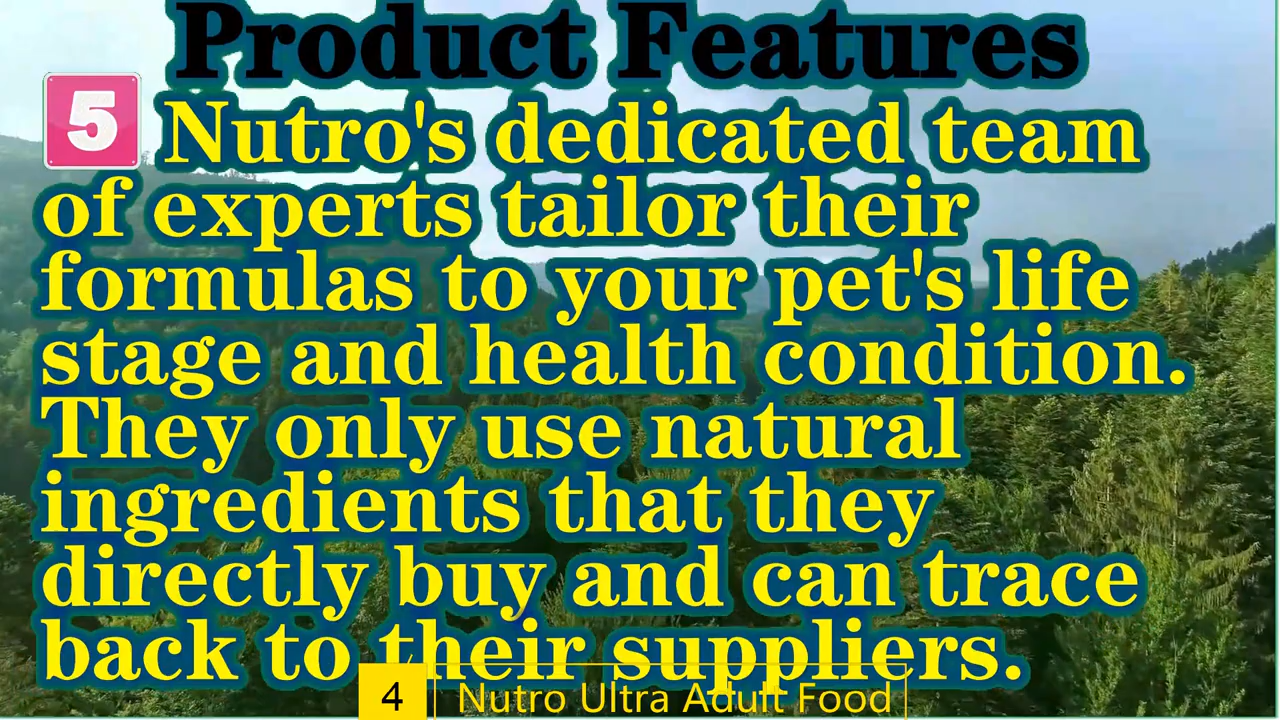 Product Features
5 Nutro's dedicated team
of experts tailor their
formulas to your pet's life
stage and health condition.
They only use natural
ingredients that they
directly buy and can trace
back to their suppliers.
4 Nutro Ultra Adult Food